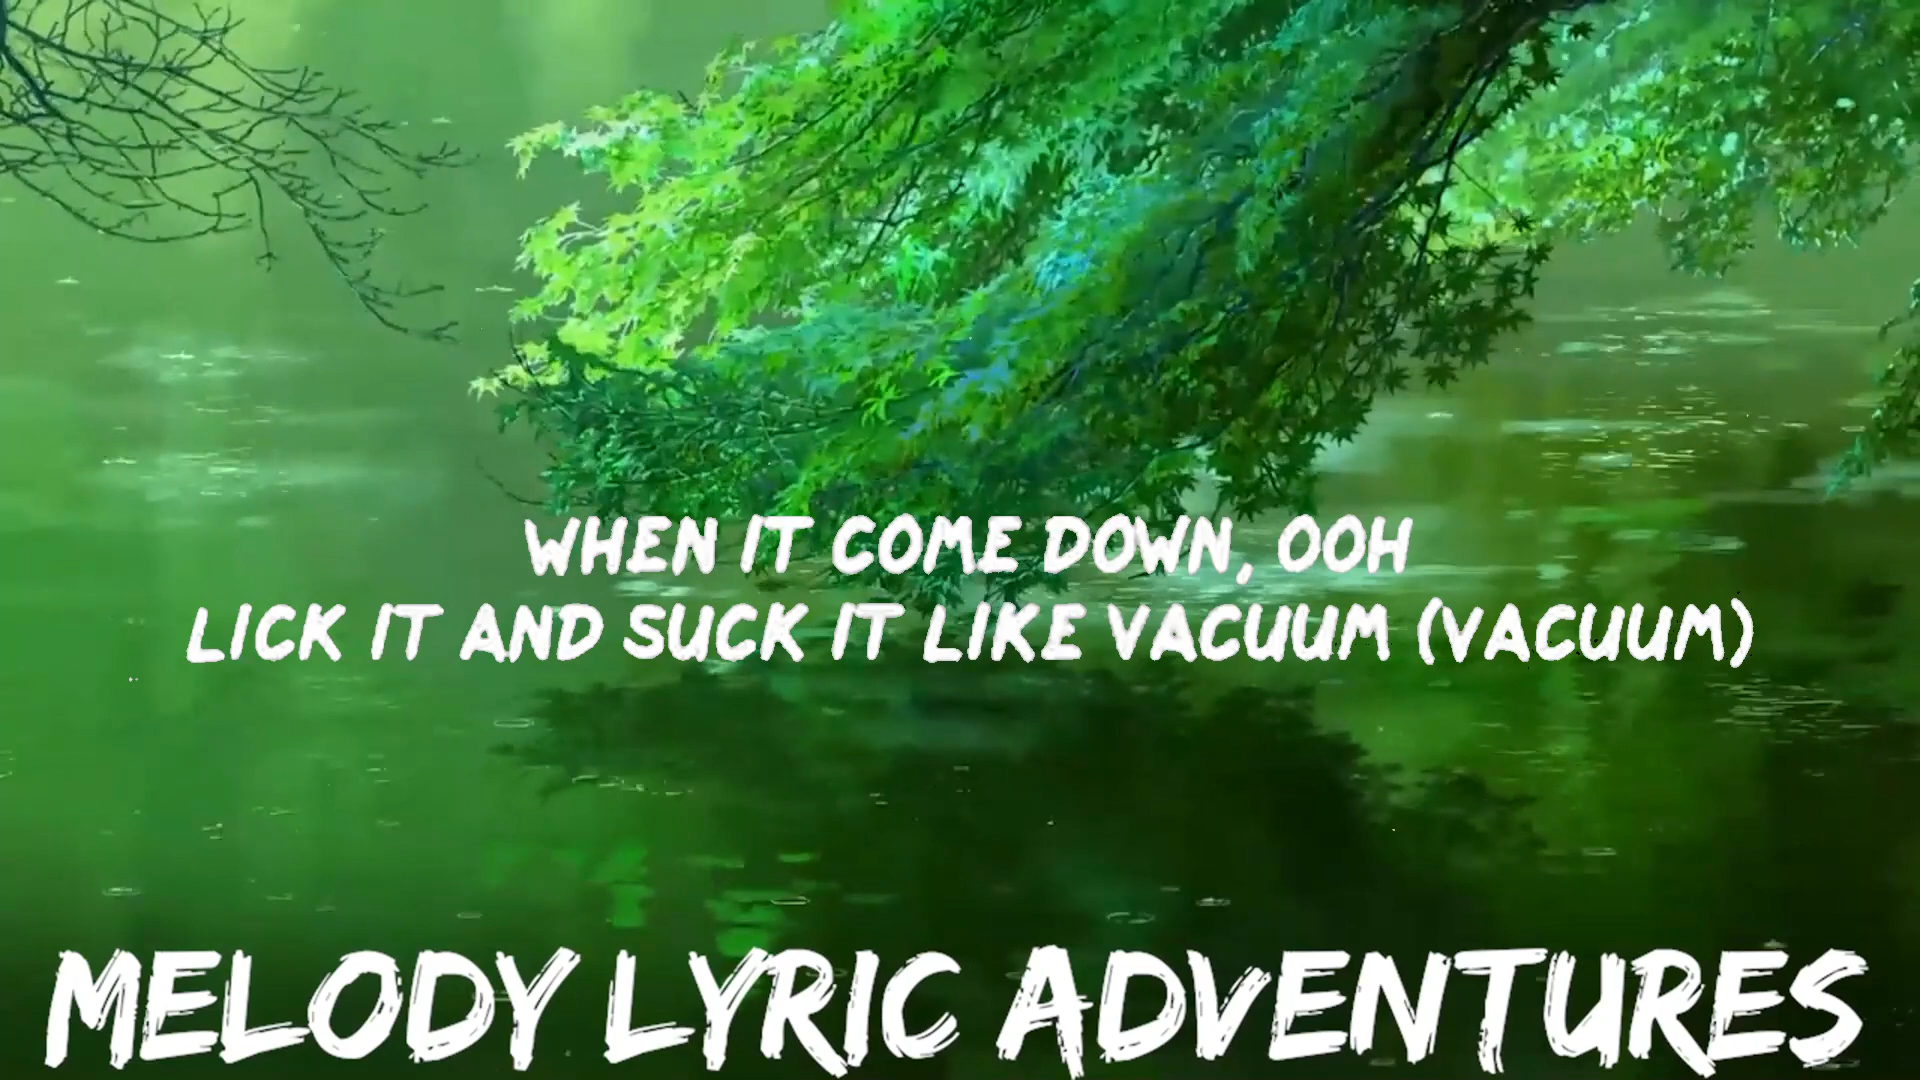 WHEN IT COME DOWN, OOH
LICK IT AND SUCK IT LIKE VACUUM (VACUUM)
MELODY LYRIC ADVENTURES